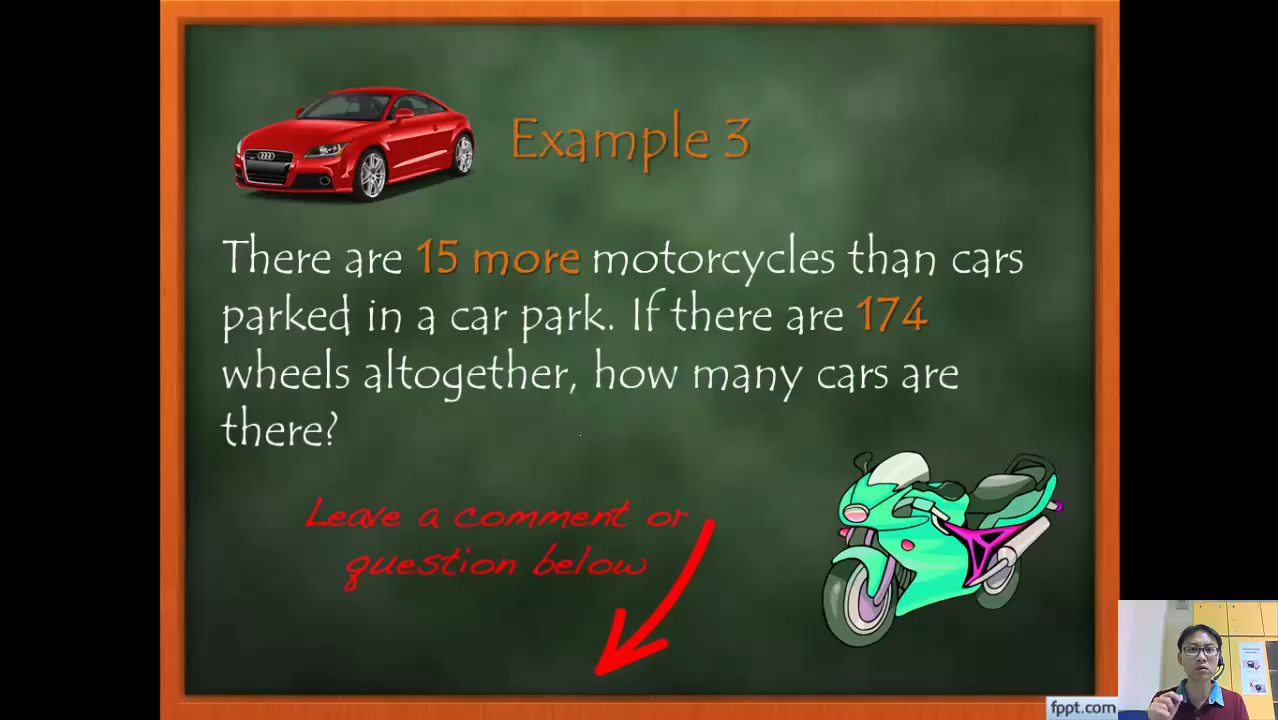 Example 3
There are 15 more motorcycles than cars
parked in a car park. If there are 174
wheels altogether, how many cars are
there?
Leave a comment or
question below
fppt.com